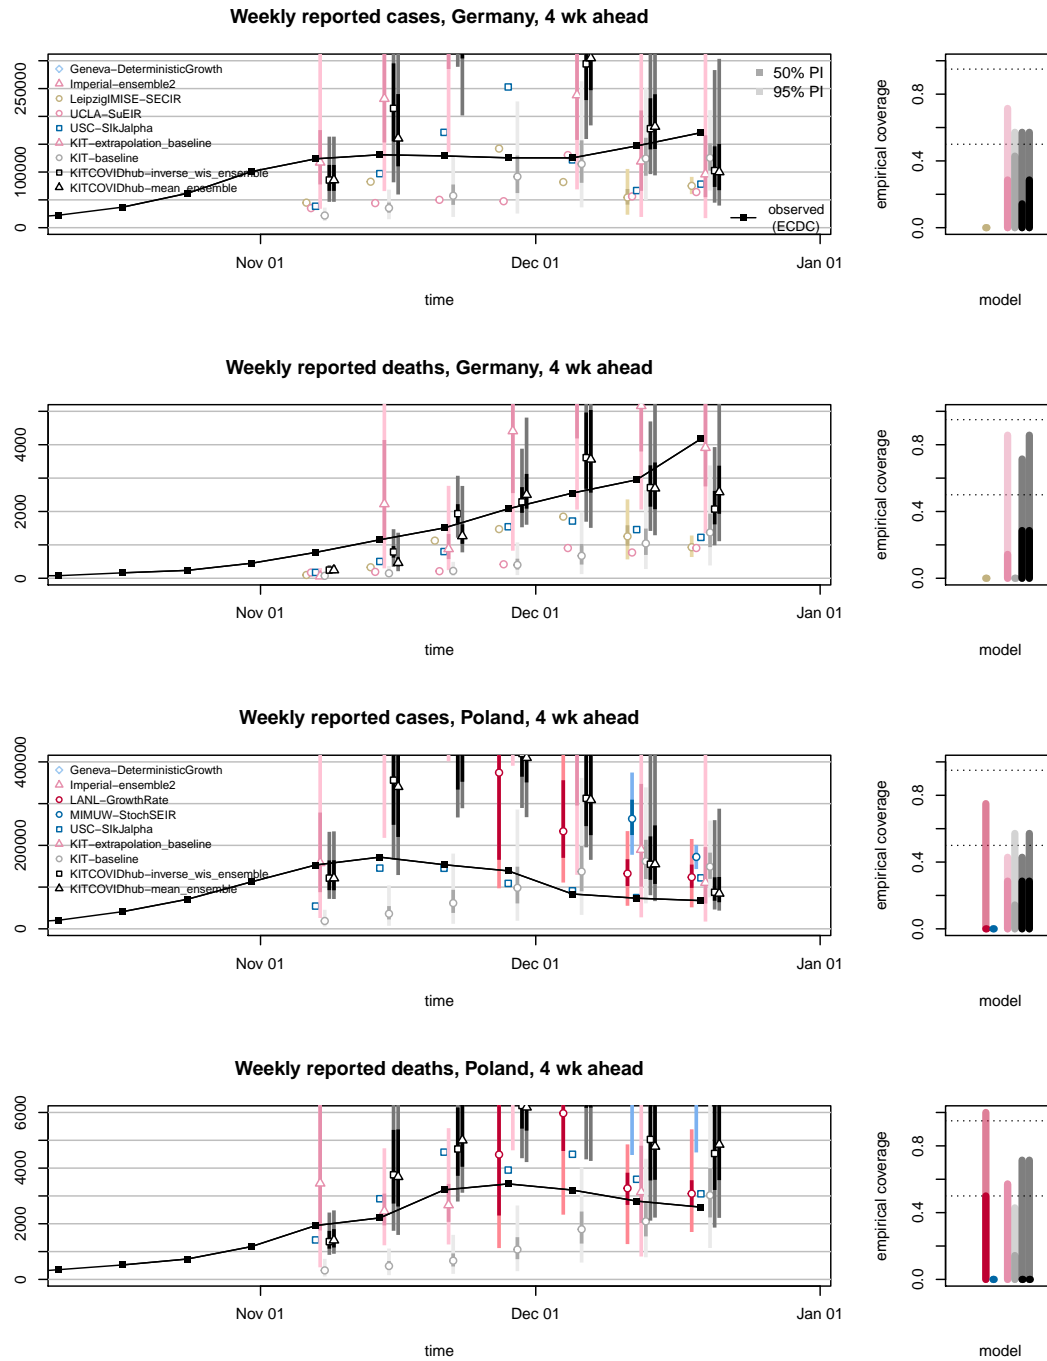 Weekly reported cases, Germany, 4 wk ahead
250000
100000
0
Geneva−DeterministicGrowth
Imperial−ensemble2
LeipzigIMISE−SECIR
UCLA−SuEIR
USC−SIkJalpha
KIT−extrapolation_baseline
KIT−baseline
KITCOVIDhub−inverse_wis_ensemble
KITCOVIDhub−mean_ensemble
50% PI
95% PI
observed
(ECDC)
Nov 01
Dec 01
Jan 01
time
empirical coverage
0.8
0.4
0.0
model
Weekly reported deaths, Germany, 4 wk ahead
4000
2000
0
Nov 01
Dec 01
Jan 01
time
empirical coverage
0.8
0.4
0.0
model
Weekly reported cases, Poland, 4 wk ahead
400000
200000
0
Geneva−DeterministicGrowth
Imperial−ensemble2
LANL−GrowthRate
MIMUW−StochSEIR
USC−SIkJalpha
KIT−extrapolation_baseline
KIT−baseline
KITCOVIDhub−inverse_wis_ensemble
KITCOVIDhub−mean_ensemble
Nov 01
Dec 01
Jan 01
time
empirical coverage
0.8
0.4
0.0
model
Weekly reported deaths, Poland, 4 wk ahead
6000
4000
2000
0
Nov 01
Dec 01
Jan 01
time
empirical coverage
0.8
0.4
0.0
model